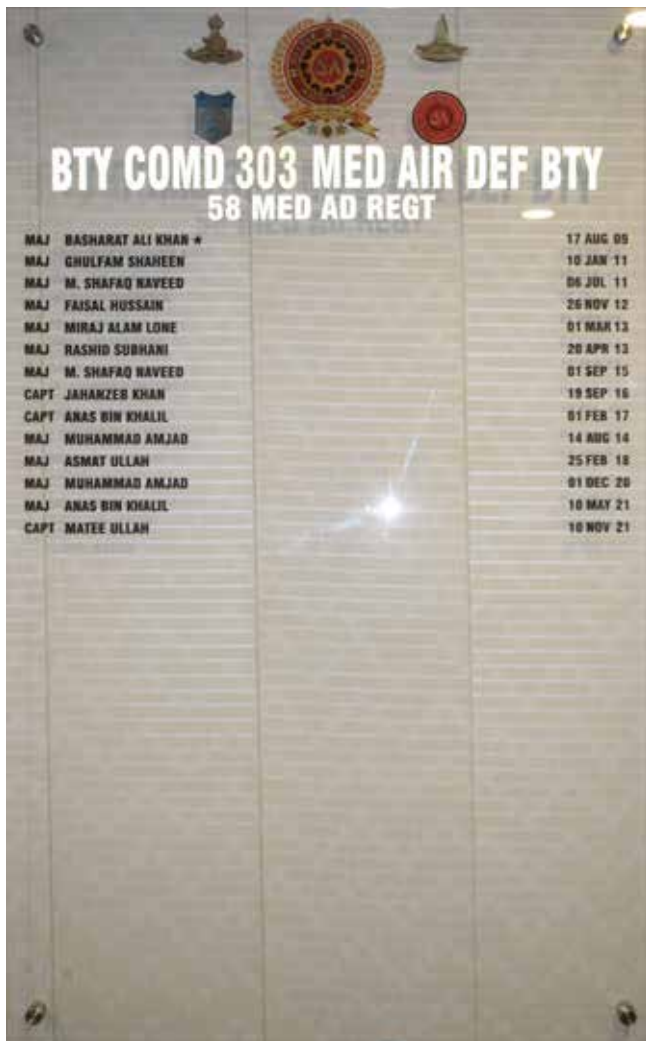 BTY COMD 303 MED AIR DEF BTY
58 MED AD REGT
MAJ BASHARAT ALI KHAN ★ 17 AUG 09
MAJ GHULFAM SHAHEEN 10 JAN 11
MAJ M. SHAFAQ NAVEED 06 JUL 11
MAJ FAISAL HUSSAIN 26 NOV 12
MAJ MIRAJ ALAM LONE 01 MAR 13
MAJ RASHID SUBHANI 20 APR 13
MAJ M. SHAFAQ NAVEED 01 SEP 15
CAPT JAHANZEB KHAN 19 SEP 16
CAPT ANAS BIN KHALIL 01 FEB 17
MAJ MUHAMMAD AMJAD 14 AUG 14
MAJ ASMAT ULLAH 25 FEB 18
MAJ MUHAMMAD AMJAD 01 DEC 20
MAJ ANAS BIN KHALIL 10 MAY 21
CAPT MATEE ULLAH 10 NOV 21